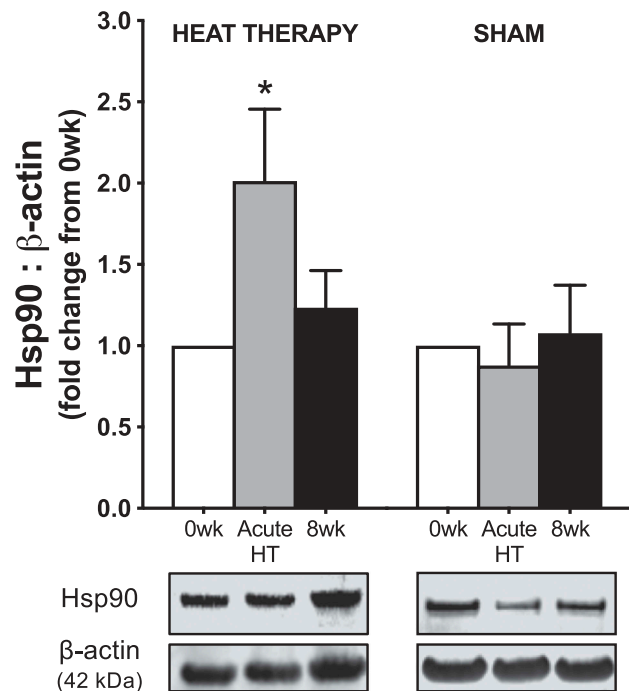 HEAT THERAPY
SHAM
Hsp90 : β-actin
(fold change from 0wk)
3.0
2.5
2.0
1.5
1.0
0.5
0.0
*
0wk Acute HT 8wk
0wk Acute HT 8wk
Hsp90
β-actin
(42 kDa)